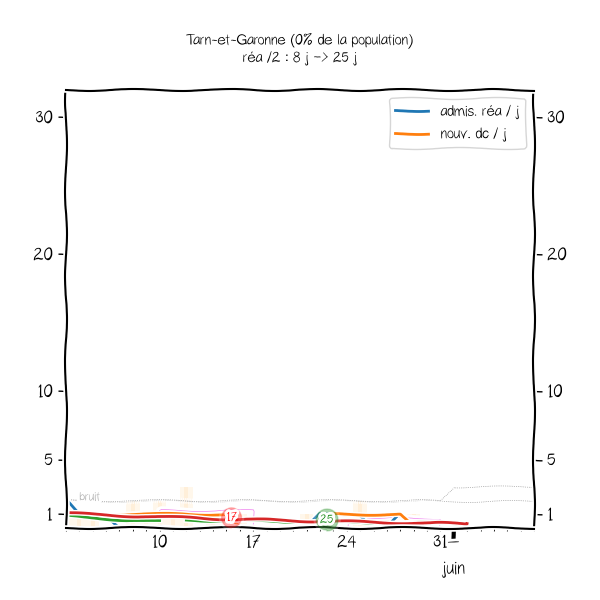 Tarn-et-Garonne (0% de la population)
réa /2 : 8 j -> 25 j
admis. réa / j
nouv. dc / j
30
30
20
20
10
10
5
5
... bruit
1
17
25
1
10
17
24
31
juin